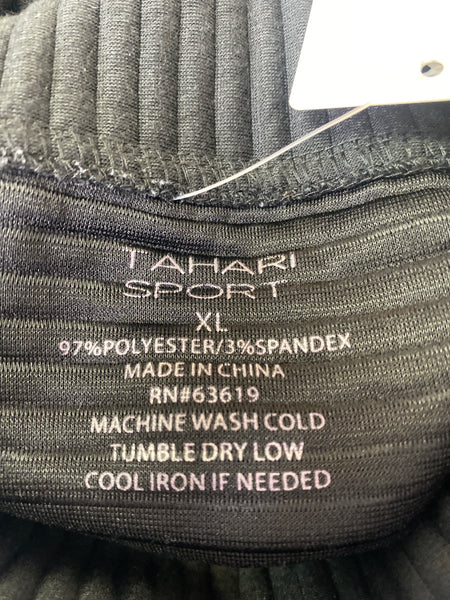 TAHARI
SPORT
XL
97%POLYESTER/3%SPANDEX
MADE IN CHINA
RN#63619
MACHINE WASH COLD
TUMBLE DRY LOW
COOL IRON IF NEEDED